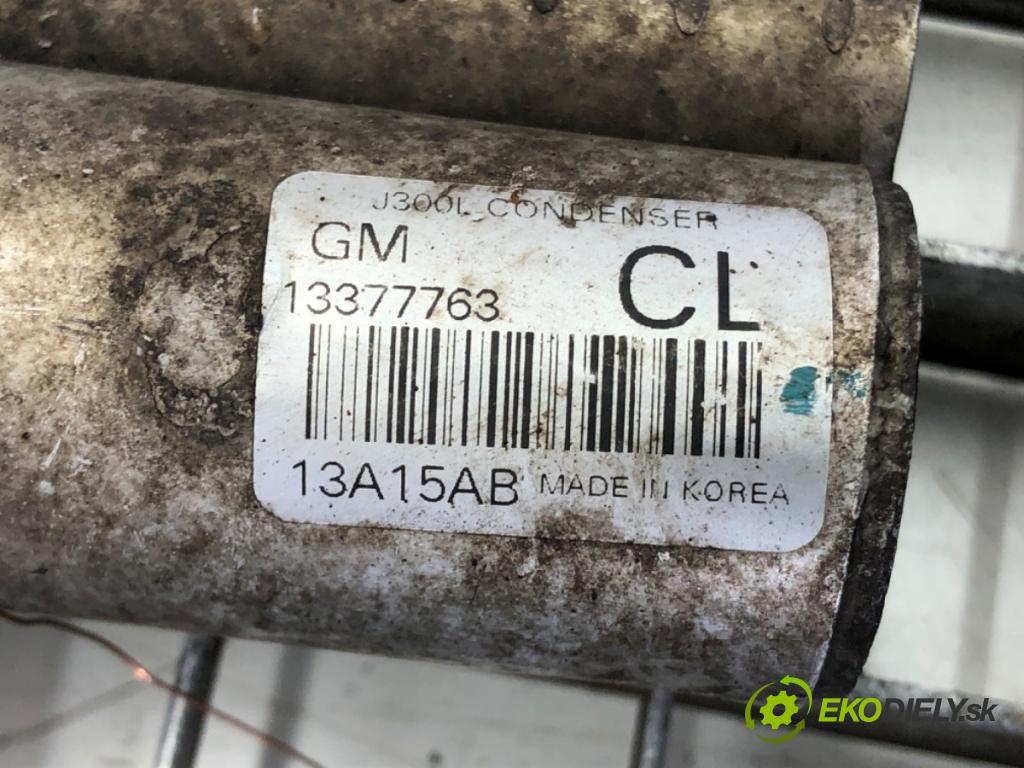 J300L CONDENSER
GM
CL
13377763
13A15AB MADE IN KOREA
EKODIELY.sk